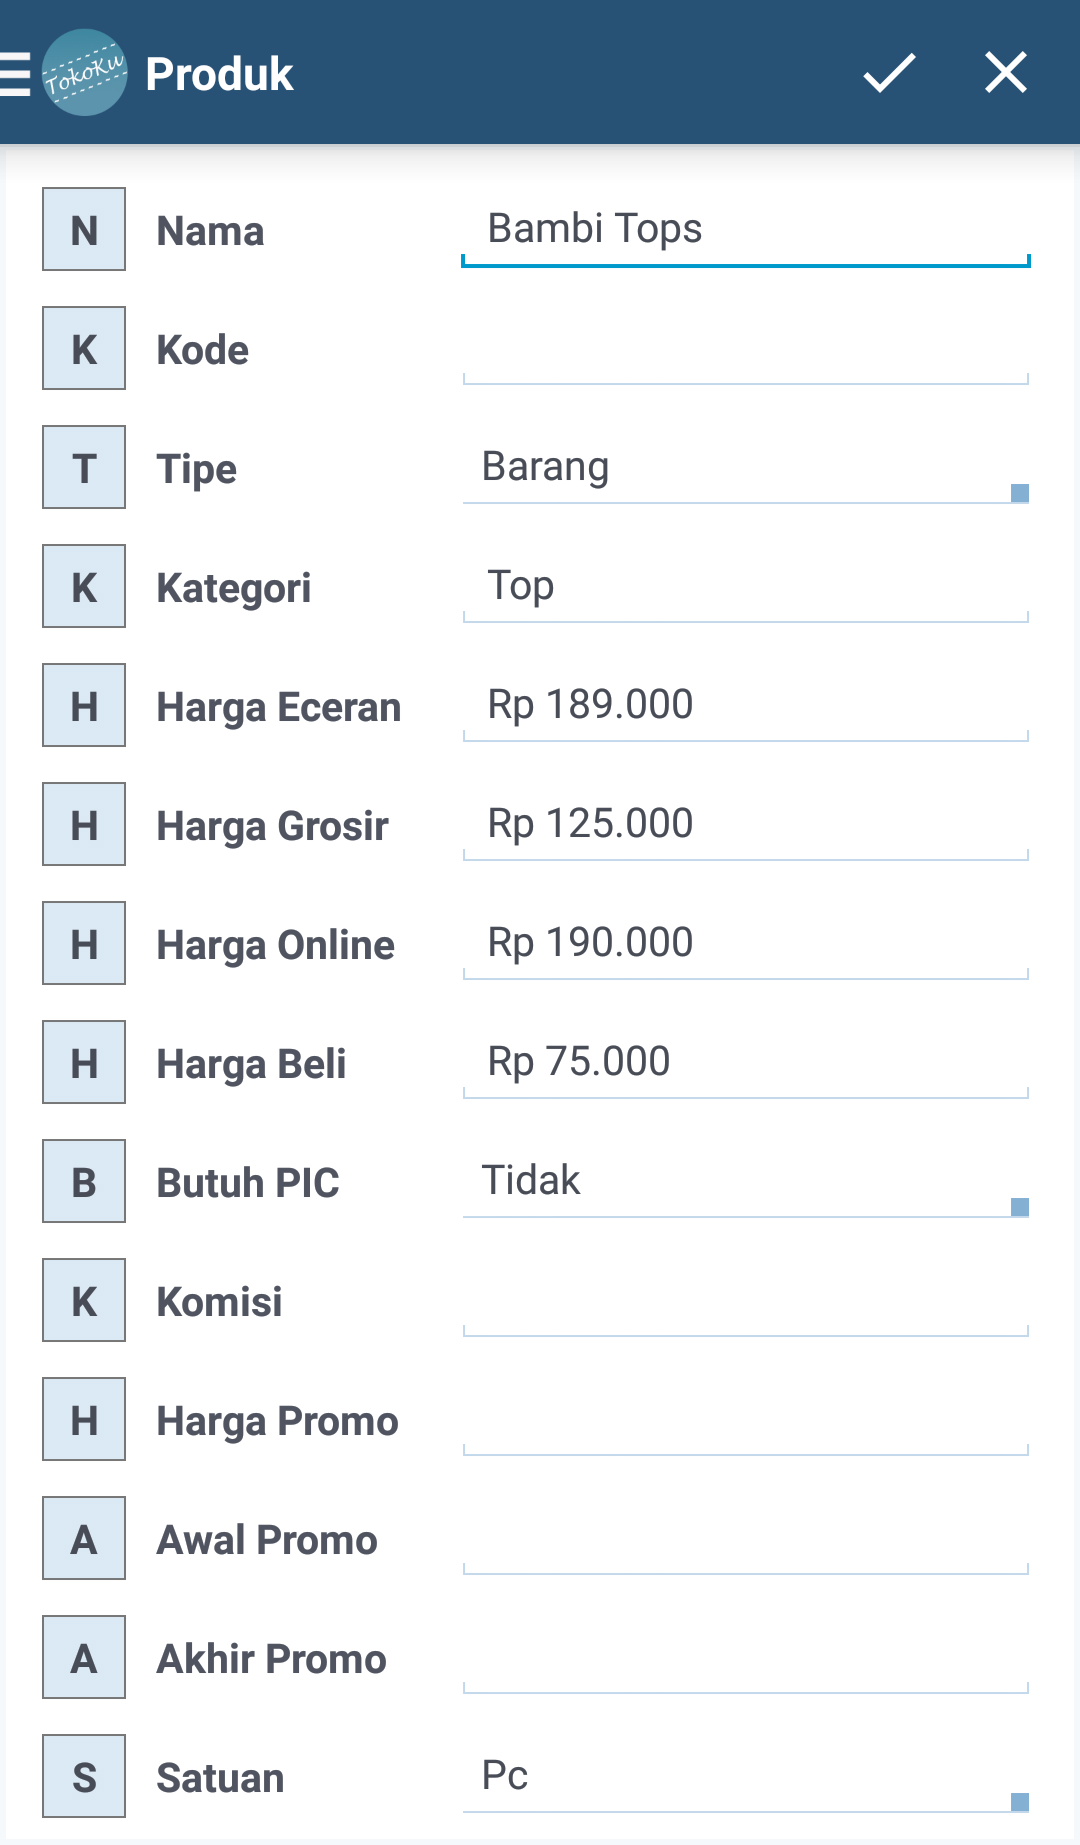 TokoKu Produk
N Nama Bambi Tops
K Kode
T Tipe Barang
K Kategori Top
H Harga Eceran Rp 189.000
H Harga Grosir Rp 125.000
H Harga Online Rp 190.000
H Harga Beli Rp 75.000
B Butuh PIC Tidak
K Komisi
H Harga Promo
A Awal Promo
A Akhir Promo
S Satuan Pc